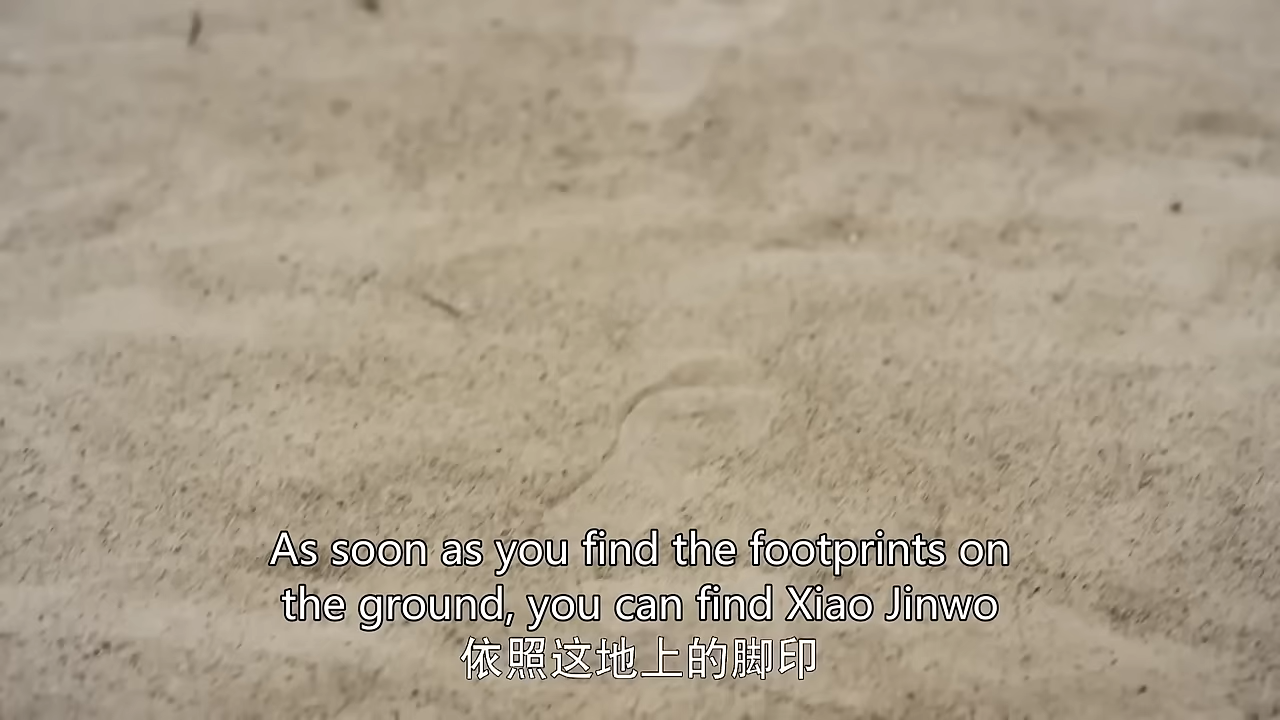 As soon as you find the footprints on
the ground, you can find Xiao Jinwo
依照这地上的脚印